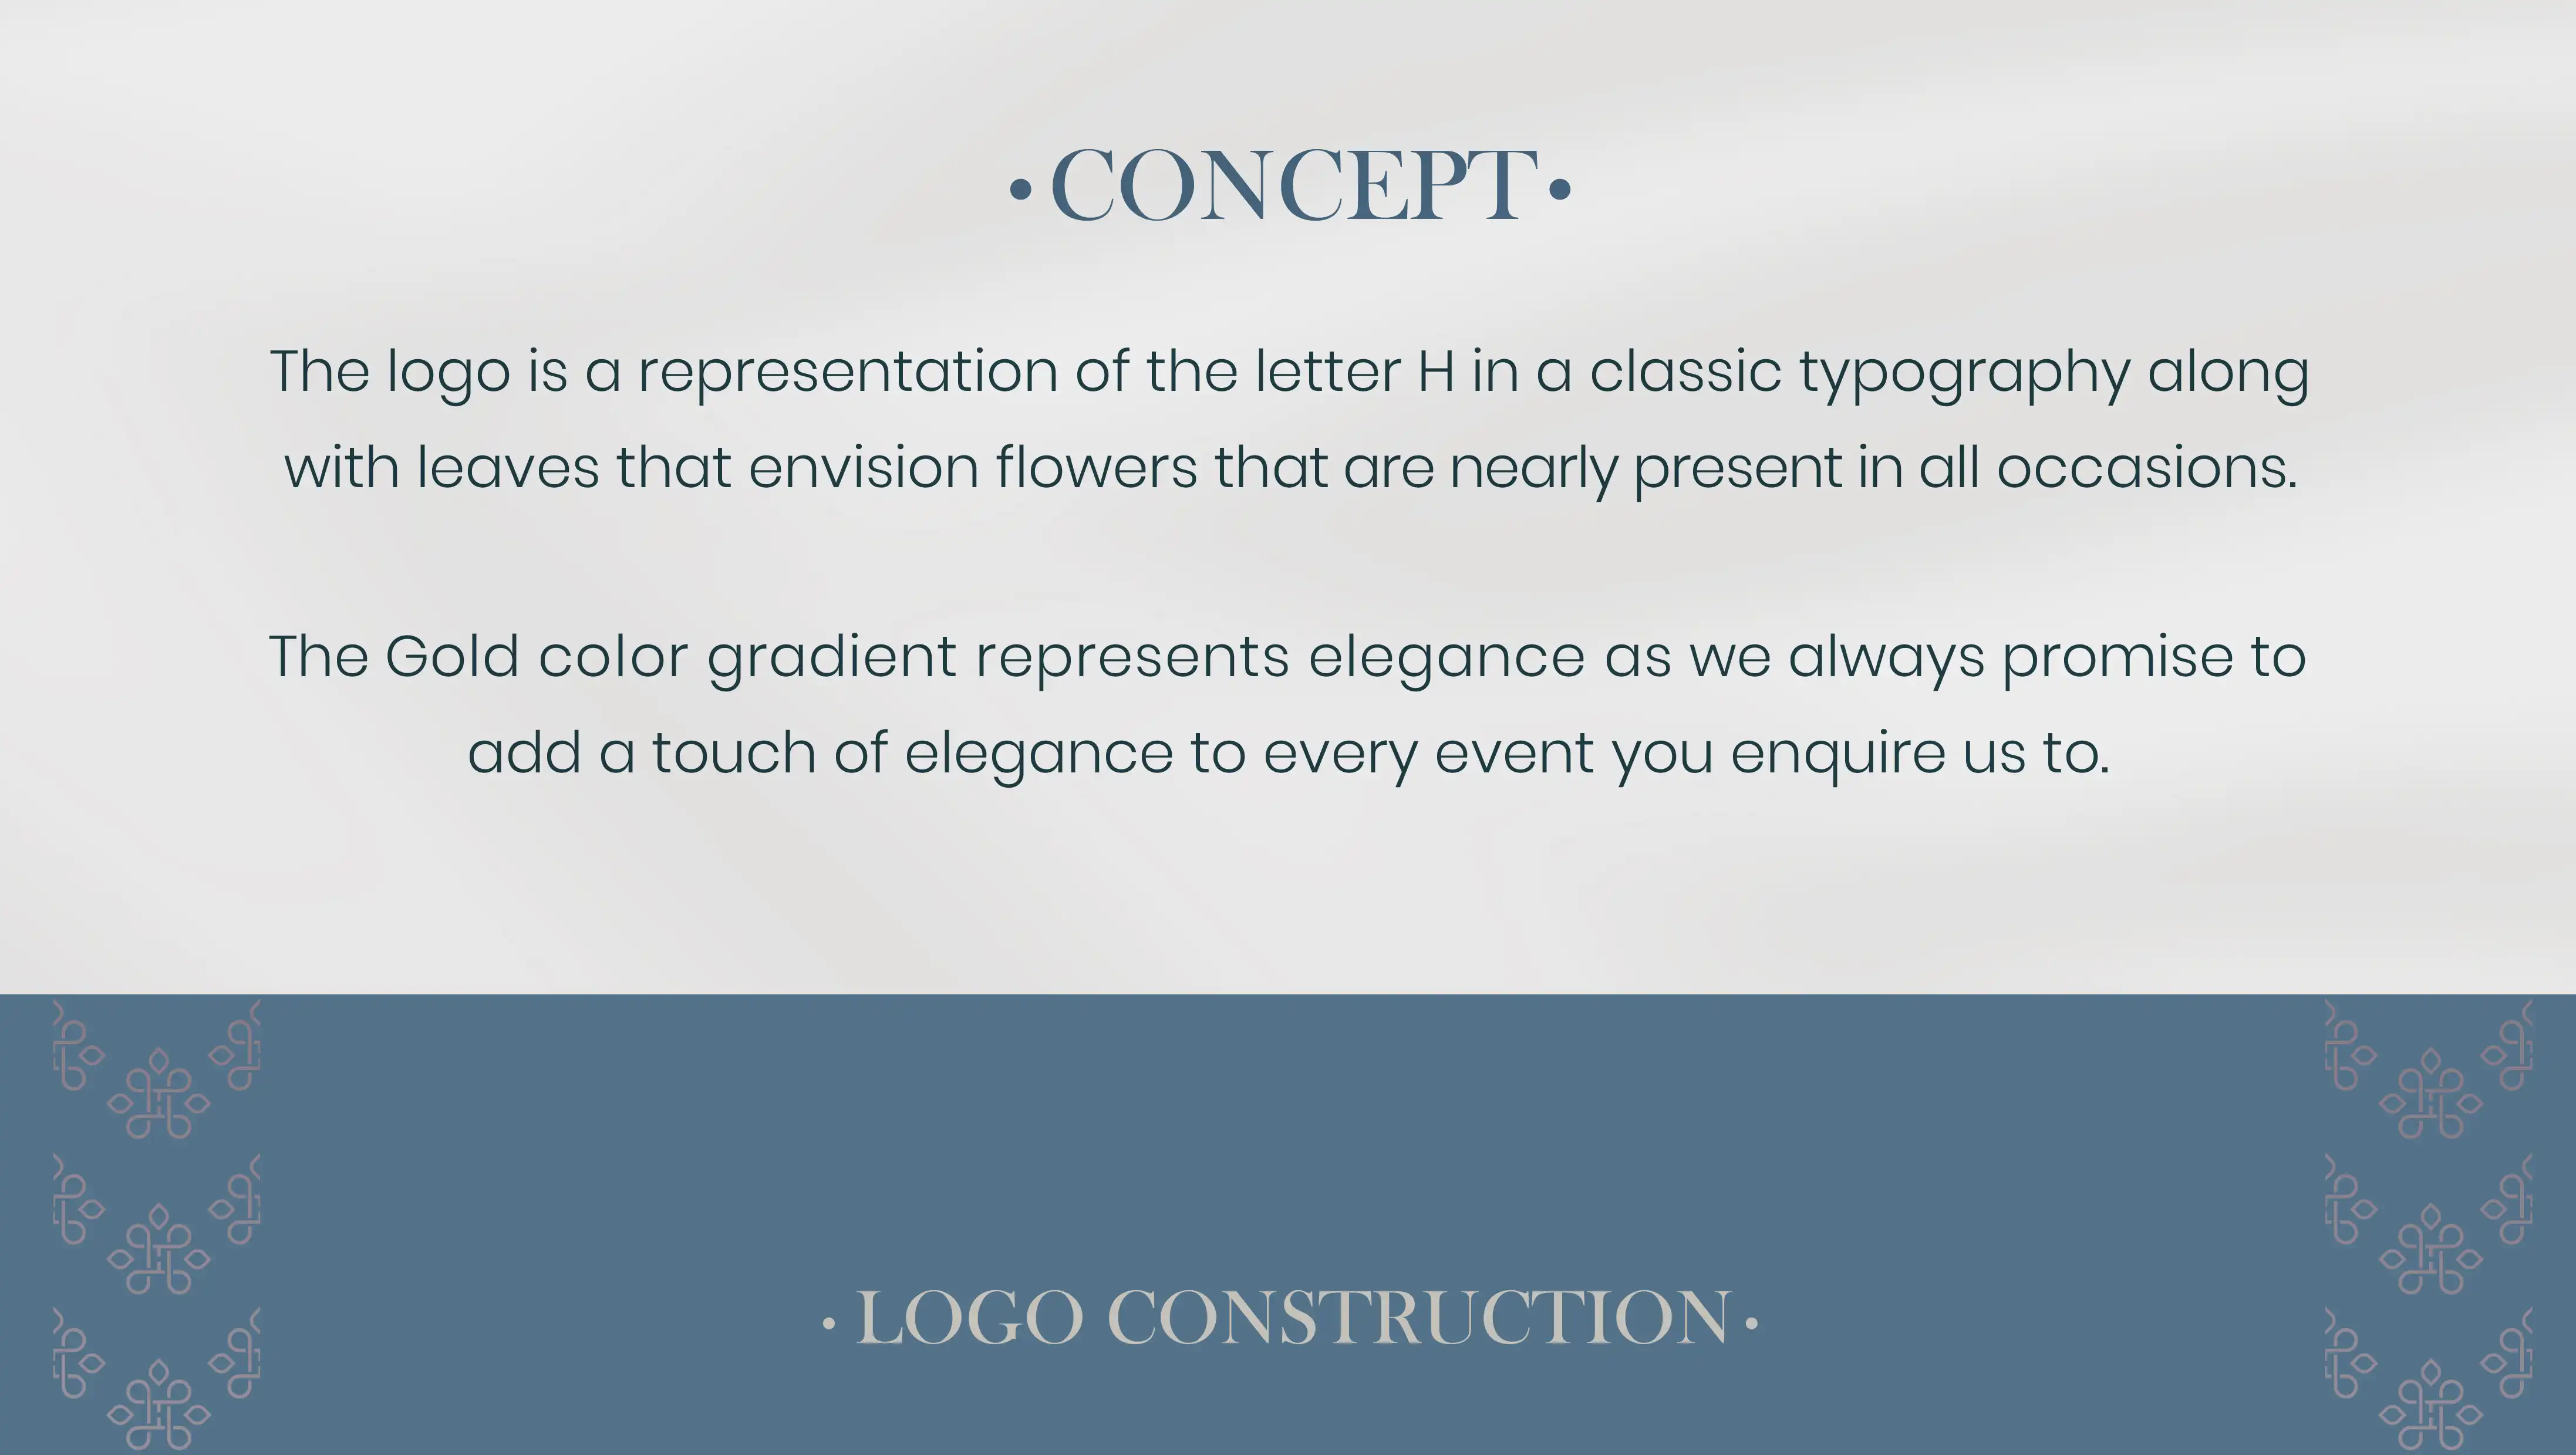 • CONCEPT •
The logo is a representation of the letter H in a classic typography along
with leaves that envision flowers that are nearly present in all occasions.
The Gold color gradient represents elegance as we always promise to
add a touch of elegance to every event you enquire us to.
• LOGO CONSTRUCTION •